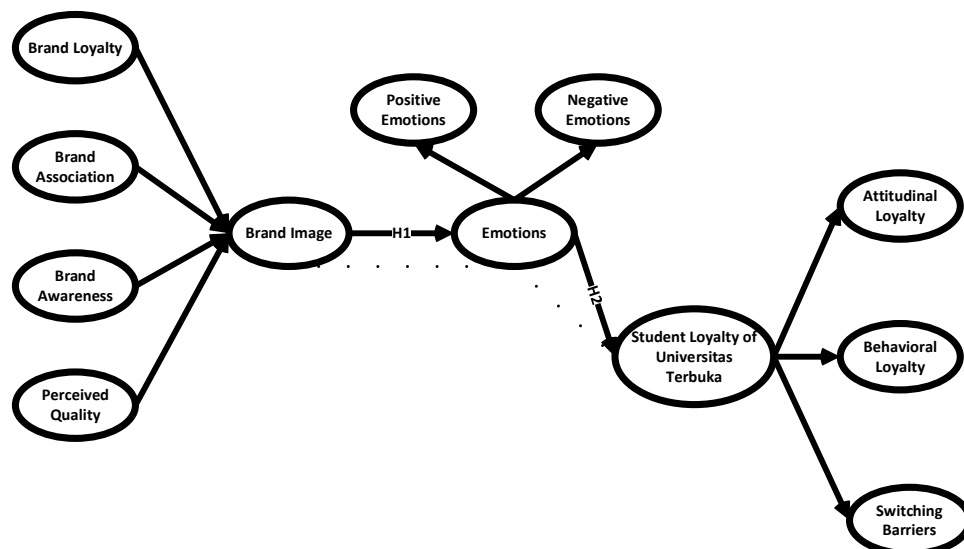 Brand Loyalty
Positive
Emotions
Negative
Emotions
Brand
Association
Attitudinal
Loyalty
Brand Image
H1
Emotions
Brand
Awareness
H2
Student Loyalty of
Universitas
Terbuka
Behavioral
Loyalty
Perceived
Quality
Switching
Barriers